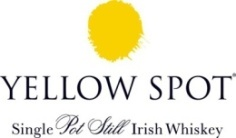 YELLOW SPOT®
Single Pot Still Irish Whiskey